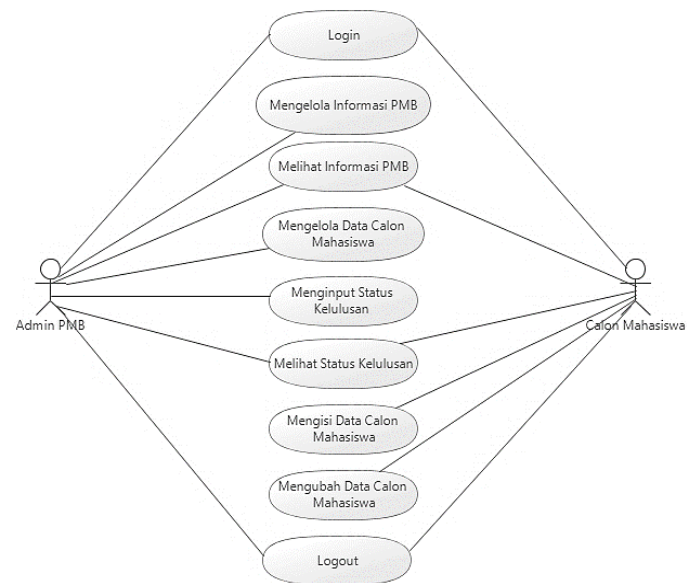 Login
Mengelola Informasi PMB
Melihat Informasi PMB
Mengelola Data Calon
Mahasiswa
Menginput Status
Kelulusan
Admin PMB
Calon Mahasiswa
Melihat Status Kelulusan
Mengisi Data Calon
Mahasiswa
Mengubah Data Calon
Mahasiswa
Logout